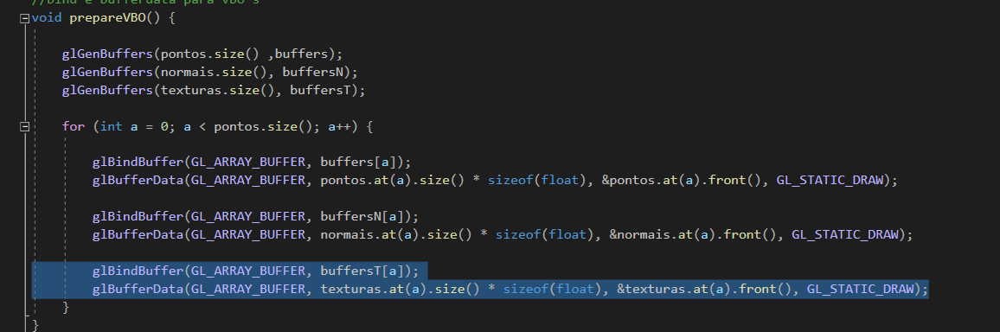 //bind e bufferdata para VBO's
void prepareVBO() {
glGenBuffers(pontos.size() ,buffers);
glGenBuffers(normais.size(), buffersN);
glGenBuffers(texturas.size(), buffersT);
for (int a = 0; a < pontos.size(); a++) {
glBindBuffer(GL_ARRAY_BUFFER, buffers[a]);
glBufferData(GL_ARRAY_BUFFER, pontos.at(a).size() * sizeof(float), &pontos.at(a).front(), GL_STATIC_DRAW);
glBindBuffer(GL_ARRAY_BUFFER, buffersN[a]);
glBufferData(GL_ARRAY_BUFFER, normais.at(a).size() * sizeof(float), &normais.at(a).front(), GL_STATIC_DRAW);
glBindBuffer(GL_ARRAY_BUFFER, buffersT[a]);
glBufferData(GL_ARRAY_BUFFER, texturas.at(a).size() * sizeof(float), &texturas.at(a).front(), GL_STATIC_DRAW);
}
}